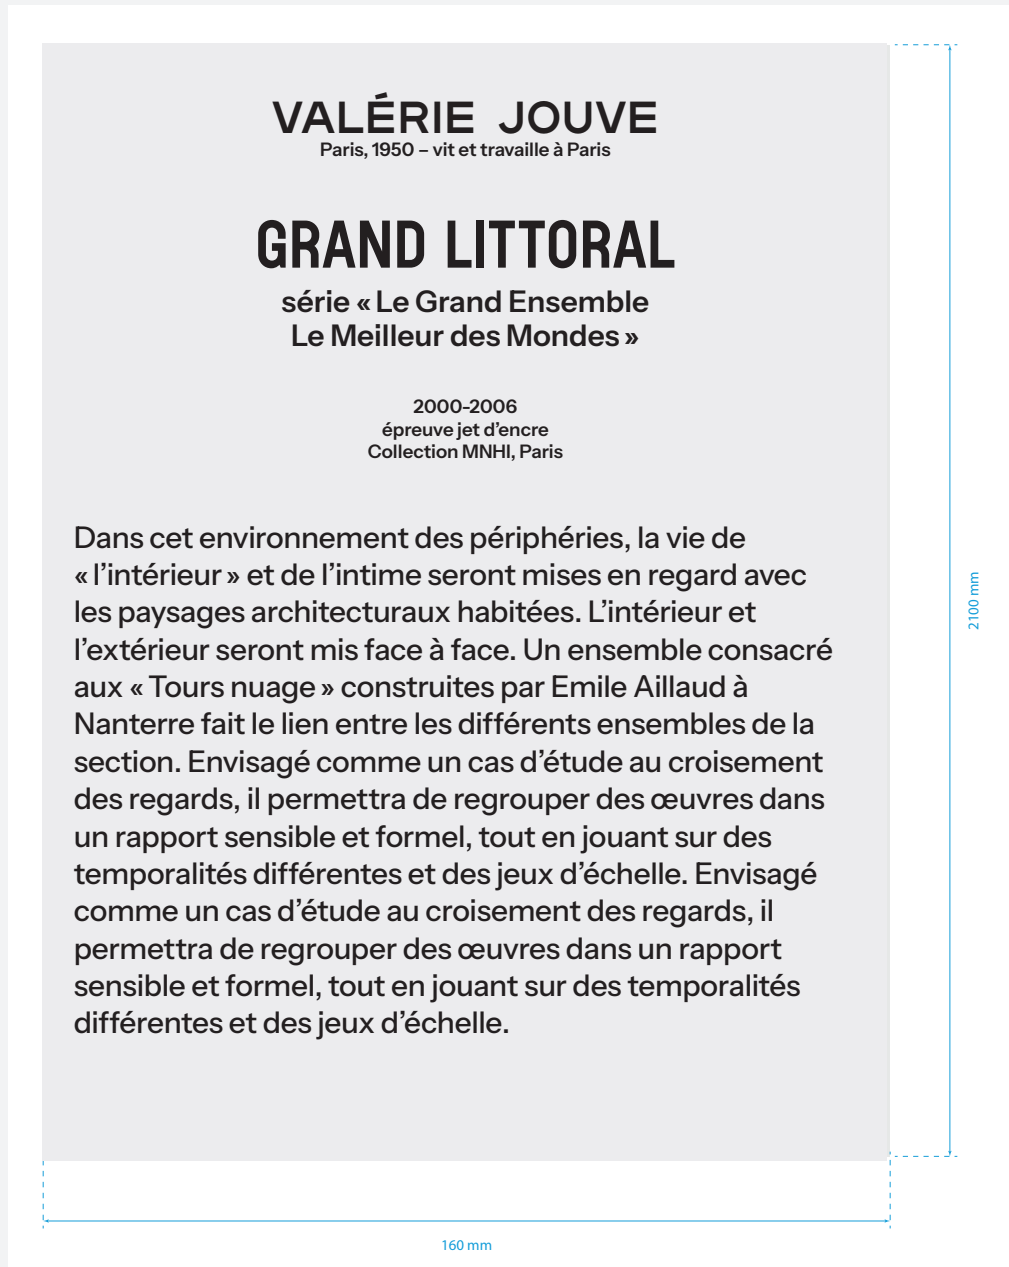 VALÉRIE JOUVE
Paris, 1950 – vit et travaille à Paris
GRAND LITTORAL
série « Le Grand Ensemble
Le Meilleur des Mondes »
2000-2006
épreuve jet d’encre
Collection MNHI, Paris
Dans cet environnement des périphéries, la vie de
« l’intérieur » et de l’intime seront mises en regard avec
les paysages architecturaux habitées. L’intérieur et
l’extérieur seront mis face à face. Un ensemble consacré
aux « Tours nuage » construites par Emile Aillaud à
Nanterre fait le lien entre les différents ensembles de la
section. Envisagé comme un cas d’étude au croisement
des regards, il permettra de regrouper des œuvres dans
un rapport sensible et formel, tout en jouant sur des
temporalités différentes et des jeux d’échelle. Envisagé
comme un cas d’étude au croisement des regards, il
permettra de regrouper des œuvres dans un rapport
sensible et formel, tout en jouant sur des temporalités
différentes et des jeux d’échelle.
2100 mm
160 mm